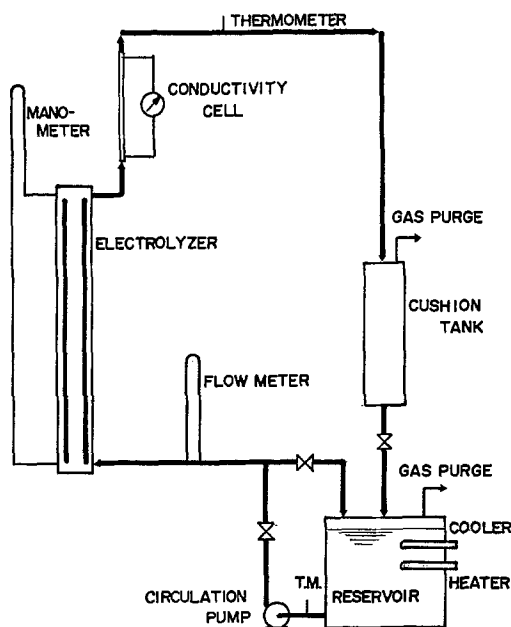 THERMOMETER
MANO-
METER
CONDUCTIVITY
CELL
GAS PURGE
ELECTROLYZER
CUSHION
TANK
FLOW METER
GAS PURGE
COOLER
T.M.
RESERVOIR
HEATER
CIRCULATION
PUMP